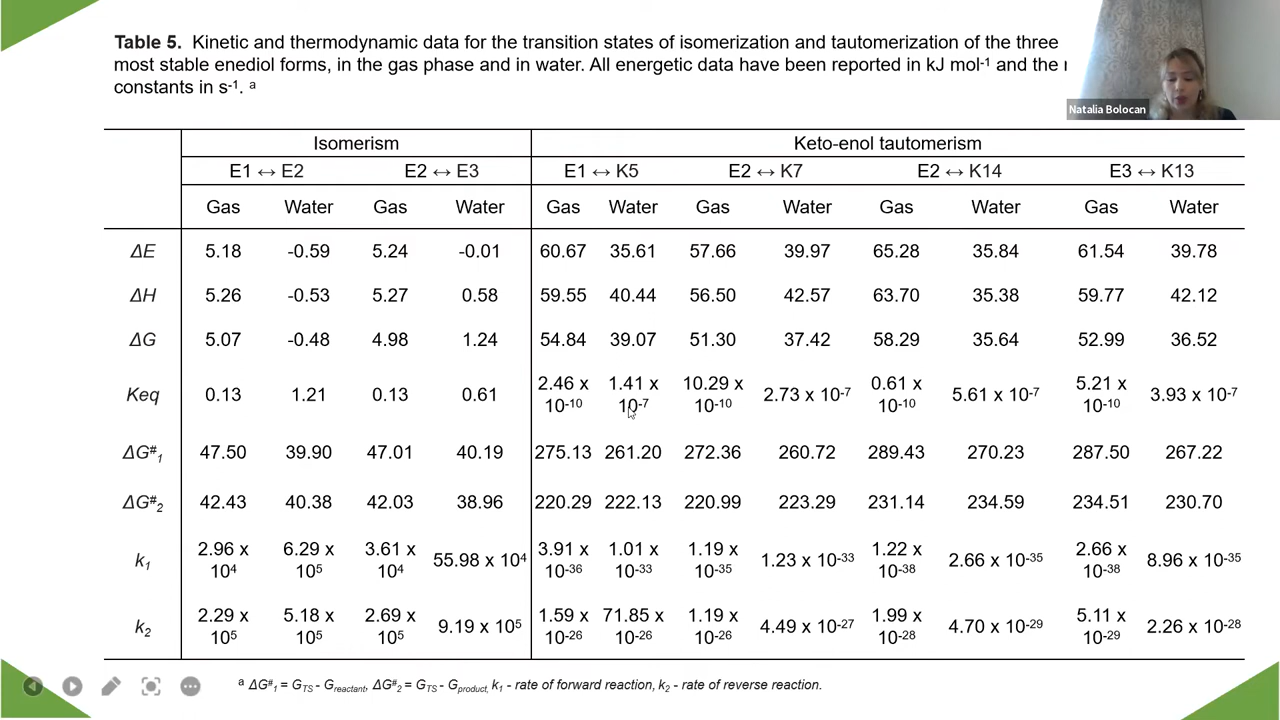 Table 5. Kinetic and thermodynamic data for the transition states of isomerization and tautomerization of the three
most stable enediol forms, in the gas phase and in water. All energetic data have been reported in kJ mol⁻¹ and the
constants in s⁻¹. ᵃ
Natalia Bolocan
Isomerism Keto-enol tautomerism
E1 ↔ E2 E2 ↔ E3 E1 ↔ K5 E2 ↔ K7 E2 ↔ K14 E3 ↔ K13
Gas Water Gas Water Gas Water Gas Water Gas Water Gas Water
ΔE 5.18 -0.59 5.24 -0.01 60.67 35.61 57.66 39.97 65.28 35.84 61.54 39.78
ΔH 5.26 -0.53 5.27 0.58 59.55 40.44 56.50 42.57 63.70 35.38 59.77 42.12
ΔG 5.07 -0.48 4.98 1.24 54.84 39.07 51.30 37.42 58.29 35.64 52.99 36.52
Keq 0.13 1.21 0.13 0.61 2.46 x 10⁻¹⁰ 1.41 x 10⁻⁷ 10.29 x 10⁻¹⁰ 2.73 x 10⁻⁷ 0.61 x 10⁻¹⁰ 5.61 x 10⁻⁷ 5.21 x 10⁻¹⁰ 3.93 x 10⁻⁷
ΔG#₁ 47.50 39.90 47.01 40.19 275.13 261.20 272.36 260.72 289.43 270.23 287.50 267.22
ΔG#₂ 42.43 40.38 42.03 38.96 220.29 222.13 220.99 223.29 231.14 234.59 234.51 230.70
k₁ 2.96 x 10⁴ 6.29 x 10⁵ 3.61 x 10⁴ 55.98 x 10⁴ 3.91 x 10⁻³⁶ 1.01 x 10⁻³³ 1.19 x 10⁻³⁵ 1.23 x 10⁻³³ 1.22 x 10⁻³⁸ 2.66 x 10⁻³⁵ 2.66 x 10⁻³⁸ 8.96 x 10⁻³⁵
k₂ 2.29 x 10⁵ 5.18 x 10⁵ 2.69 x 10⁵ 9.19 x 10⁵ 1.59 x 10⁻²⁶ 71.85 x 10⁻²⁶ 1.19 x 10⁻²⁶ 4.49 x 10⁻²⁷ 1.99 x 10⁻²⁸ 4.70 x 10⁻²⁹ 5.11 x 10⁻²⁹ 2.26 x 10⁻²⁸
ᵃ ΔG#₁ = G_TS - G_reactant, ΔG#₂ = G_TS - G_product, k₁ - rate of forward reaction, k₂ - rate of reverse reaction.